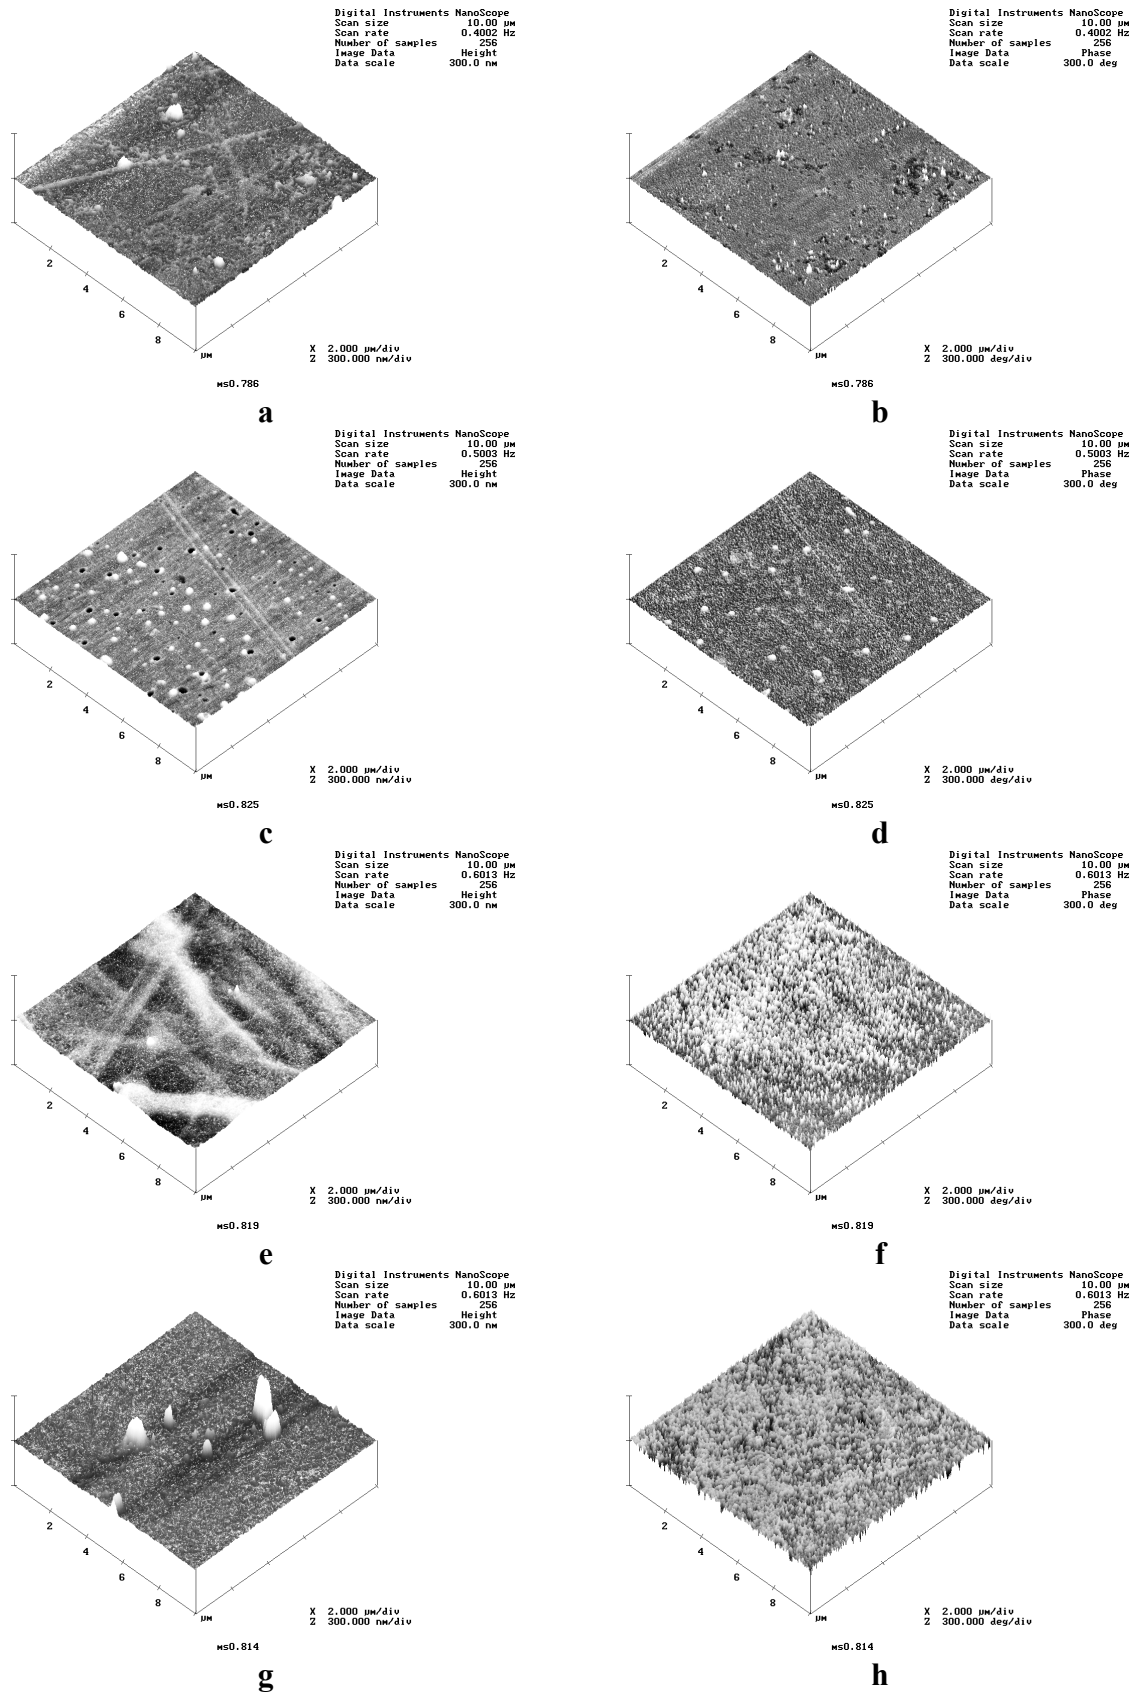 Digital Instruments NanoScope
Scan size 10.00 µm
Scan rate 0.4002 Hz
Number of samples 256
Image Data Height
Data scale 300.0 nm
2
4
6
8
µm
X 2.000 µm/div
Z 300.000 nm/div
ms0.786
a
Digital Instruments NanoScope
Scan size 10.00 µm
Scan rate 0.4002 Hz
Number of samples 256
Image Data Phase
Data scale 300.0 deg
2
4
6
8
µm
X 2.000 µm/div
Z 300.000 deg/div
ms0.786
b
Digital Instruments NanoScope
Scan size 10.00 µm
Scan rate 0.5003 Hz
Number of samples 256
Image Data Height
Data scale 300.0 nm
2
4
6
8
µm
X 2.000 µm/div
Z 300.000 nm/div
ms0.825
c
Digital Instruments NanoScope
Scan size 10.00 µm
Scan rate 0.5003 Hz
Number of samples 256
Image Data Phase
Data scale 300.0 deg
2
4
6
8
µm
X 2.000 µm/div
Z 300.000 deg/div
ms0.825
d
Digital Instruments NanoScope
Scan size 10.00 µm
Scan rate 0.6013 Hz
Number of samples 256
Image Data Height
Data scale 300.0 nm
2
4
6
8
µm
X 2.000 µm/div
Z 300.000 nm/div
ms0.819
e
Digital Instruments NanoScope
Scan size 10.00 µm
Scan rate 0.6013 Hz
Number of samples 256
Image Data Phase
Data scale 300.0 deg
2
4
6
8
µm
X 2.000 µm/div
Z 300.000 deg/div
ms0.819
f
Digital Instruments NanoScope
Scan size 10.00 µm
Scan rate 0.6013 Hz
Number of samples 256
Image Data Height
Data scale 300.0 nm
2
4
6
8
µm
X 2.000 µm/div
Z 300.000 nm/div
ms0.814
g
Digital Instruments NanoScope
Scan size 10.00 µm
Scan rate 0.6013 Hz
Number of samples 256
Image Data Phase
Data scale 300.0 deg
2
4
6
8
µm
X 2.000 µm/div
Z 300.000 deg/div
ms0.814
h